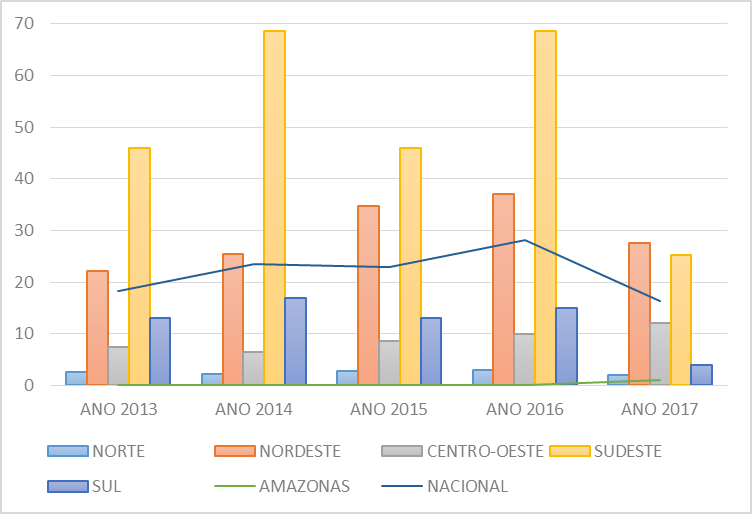 70
60
50
40
30
20
10
0
ANO 2013 ANO 2014 ANO 2015 ANO 2016 ANO 2017
NORTE NORDESTE CENTRO-OESTE SUDESTE
SUL AMAZONAS NACIONAL